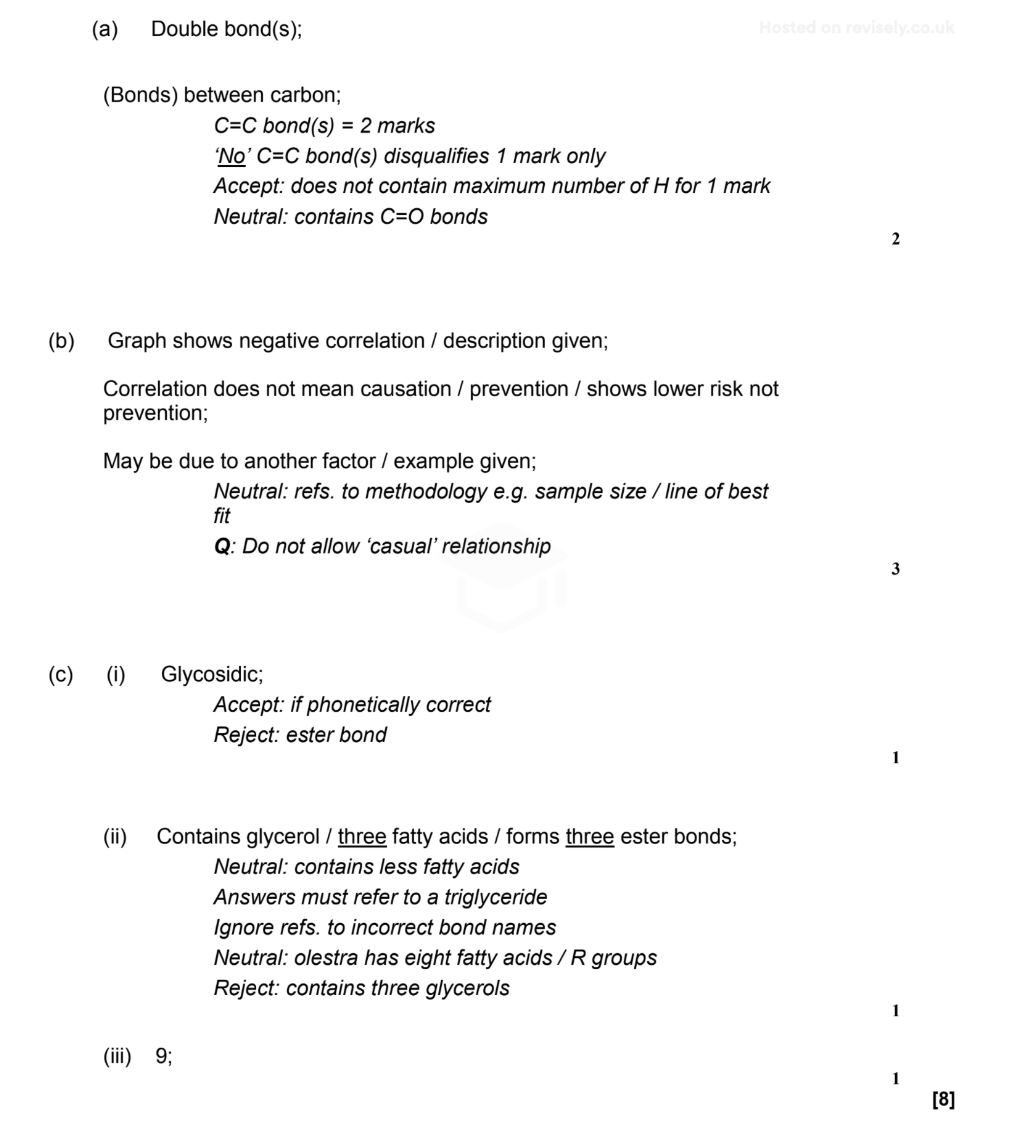 Hosted on revisely.co.uk
(a) Double bond(s);
(Bonds) between carbon;
C=C bond(s) = 2 marks
‘No’ C=C bond(s) disqualifies 1 mark only
Accept: does not contain maximum number of H for 1 mark
Neutral: contains C=O bonds
2
(b) Graph shows negative correlation / description given;
Correlation does not mean causation / prevention / shows lower risk not
prevention;
May be due to another factor / example given;
Neutral: refs. to methodology e.g. sample size / line of best
fit
Q: Do not allow ‘casual’ relationship
3
(c) (i) Glycosidic;
Accept: if phonetically correct
Reject: ester bond
1
(ii) Contains glycerol / three fatty acids / forms three ester bonds;
Neutral: contains less fatty acids
Answers must refer to a triglyceride
Ignore refs. to incorrect bond names
Neutral: olestra has eight fatty acids / R groups
Reject: contains three glycerols
1
(iii) 9;
1
[8]